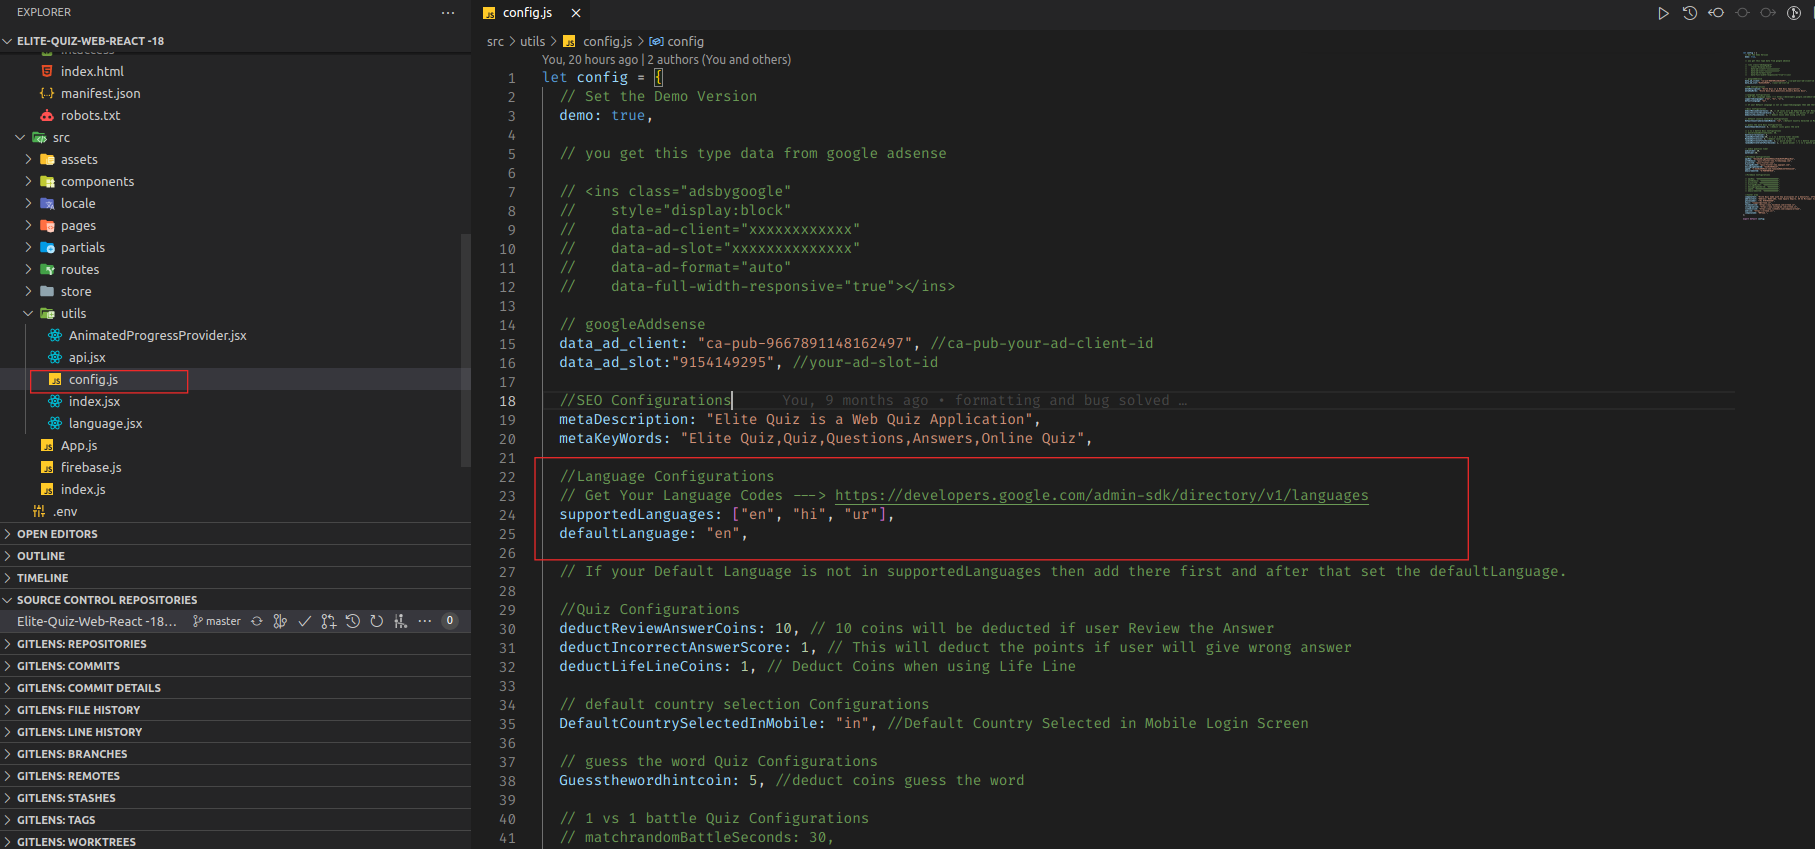 EXPLORER
ELITE-QUIZ-WEB-REACT -18
index.html
manifest.json
robots.txt
src
assets
components
locale
pages
partials
routes
store
utils
AnimatedProgressProvider.jsx
api.jsx
config.js
index.jsx
language.jsx
App.js
firebase.js
index.js
.env
OPEN EDITORS
OUTLINE
TIMELINE
SOURCE CONTROL REPOSITORIES
Elite-Quiz-Web-React -18... master 0
GITLENS: REPOSITORIES
GITLENS: COMMITS
GITLENS: COMMIT DETAILS
GITLENS: FILE HISTORY
GITLENS: LINE HISTORY
GITLENS: BRANCHES
GITLENS: REMOTES
GITLENS: STASHES
GITLENS: TAGS
GITLENS: WORKTREES
JS config.js
src > utils > JS config.js > config
You, 20 hours ago | 2 authors (You and others)
1 let config = {
2 // Set the Demo Version
3 demo: true,
4
5 // you get this type data from google adsense
6
7 // <ins class="adsbygoogle"
8 // style="display:block"
9 // data-ad-client="xxxxxxxxxxxx"
10 // data-ad-slot="xxxxxxxxxxxxxx"
11 // data-ad-format="auto"
12 // data-full-width-responsive="true"></ins>
13
14 // googleAddsense
15 data_ad_client: "ca-pub-9667891148162497", //ca-pub-your-ad-client-id
16 data_ad_slot:"9154149295", //your-ad-slot-id
17
18 //SEO Configurations You, 9 months ago • formatting and bug solved …
19 metaDescription: "Elite Quiz is a Web Quiz Application",
20 metaKeyWords: "Elite Quiz,Quiz,Questions,Answers,Online Quiz",
21
22 //Language Configurations
23 // Get Your Language Codes ---> https://developers.google.com/admin-sdk/directory/v1/languages
24 supportedLanguages: ["en", "hi", "ur"],
25 defaultLanguage: "en",
26
27 // If your Default Language is not in supportedLanguages then add there first and after that set the defaultLanguage.
28
29 //Quiz Configurations
30 deductReviewAnswerCoins: 10, // 10 coins will be deducted if user Review the Answer
31 deductIncorrectAnswerScore: 1, // This will deduct the points if user will give wrong answer
32 deductLifeLineCoins: 1, // Deduct Coins when using Life Line
33
34 // default country selection Configurations
35 DefaultCountrySelectedInMobile: "in", //Default Country Selected in Mobile Login Screen
36
37 // guess the word Quiz Configurations
38 Guessthewordhintcoin: 5, //deduct coins guess the word
39
40 // 1 vs 1 battle Quiz Configurations
41 // matchrandomBattleSeconds: 30,